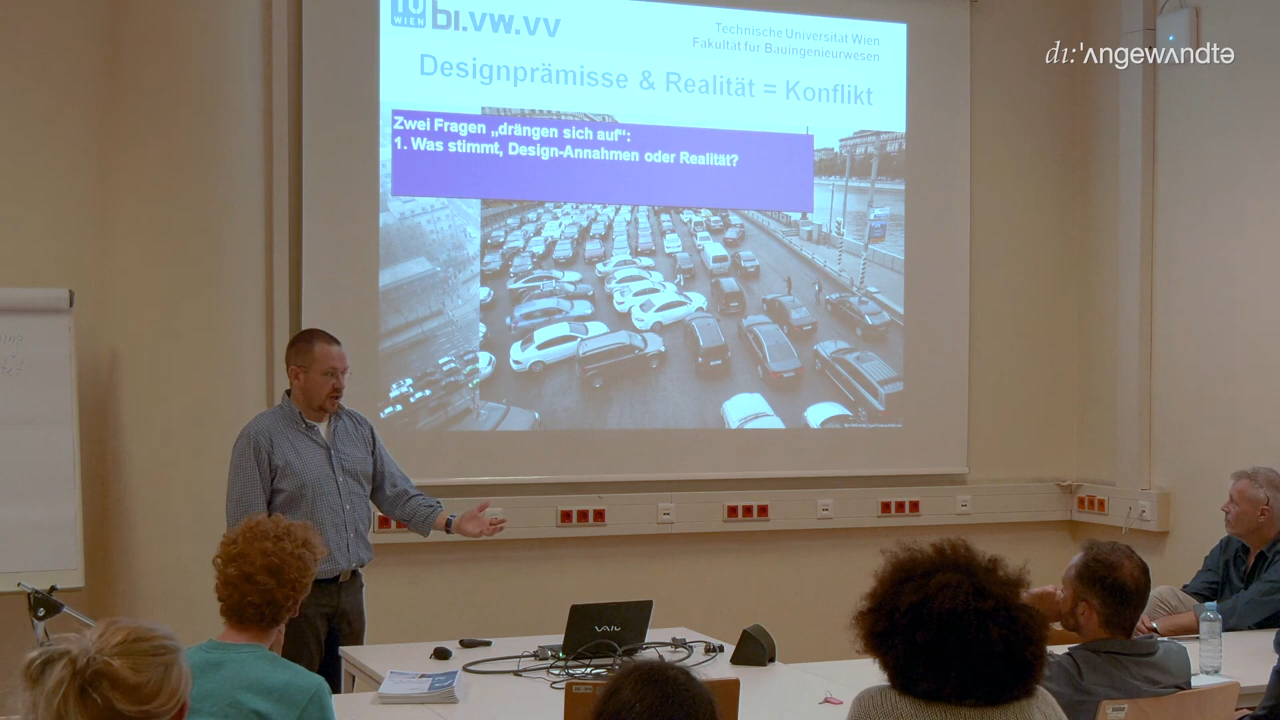 TU
WIEN
bi.vw.vv
Technische Universität Wien
Fakultät für Bauingenieurwesen
dı:'ʌngewʌndtə
Designprämisse & Realität = Konflikt
Zwei Fragen „drängen sich auf“:
1. Was stimmt, Design-Annahmen oder Realität?
VAIO